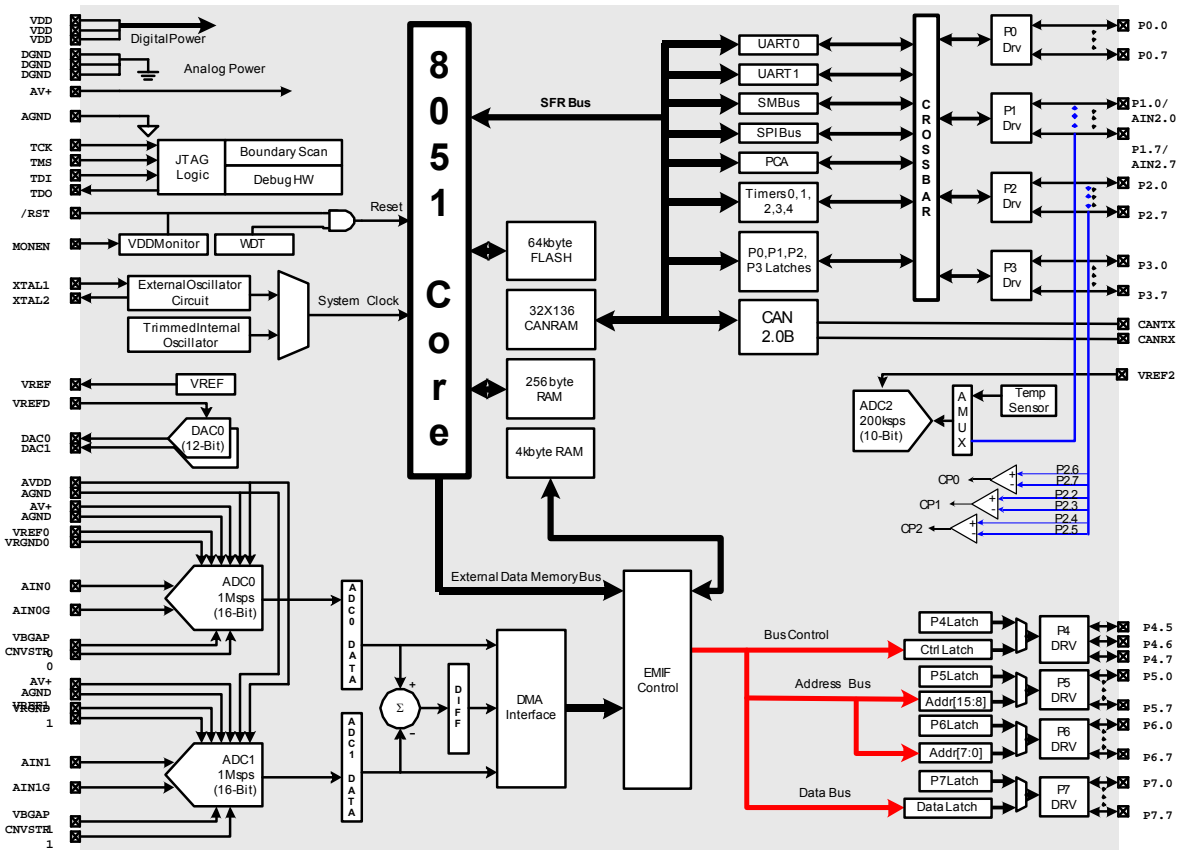 VDD
VDD
VDD
Digital Power
DGND
DGND
DGND
Analog Power
AV+
AGND
TCK
TMS
TDI
TDO
JTAG
Logic
Boundary Scan
Debug HW
/RST
Reset
MONEN
VDD Monitor
WDT
XTAL1
XTAL2
External Oscillator
Circuit
System Clock
Trimmed Internal
Oscillator
VREF
VREF
VREFD
DAC0
DAC1
DAC0
(12-Bit)
AVDD
AGND
AV+
AGND
VREF0
VRGND0
AIN0
AIN0G
ADC0
1Msps
(16-Bit)
VBGAP
0
CNVSTR
0
AV+
AGND
VREF1
VRGND
1
AIN1
AIN1G
ADC1
1Msps
(16-Bit)
VBGAP
1
CNVSTR
1
8051 Core
SFR Bus
64kbyte
FLASH
32X136
CANRAM
256 byte
RAM
4kbyte RAM
External Data Memory Bus
ADC0 DATA
ADC1 DATA
+
Σ
−
DIFF
DMA
Interface
EMIF
Control
UART0
UART1
SMBus
SPI Bus
PCA
Timers 0, 1,
2,3,4
P0, P1, P2,
P3 Latches
CAN
2.0B
CROSSBAR
P0
Drv
P1
Drv
P2
Drv
P3
Drv
P0.0
P0.7
P1.0/
AIN2.0
P1.7/
AIN2.7
P2.0
P2.7
P3.0
P3.7
CANTX
CANRX
VREF2
ADC2
200ksps
(10-Bit)
AMUX
Temp
Sensor
CP0
+
-
P2.6
P2.7
CP1
+
-
P2.2
P2.3
CP2
+
-
P2.4
P2.5
Bus Control
Address Bus
Data Bus
P4 Latch
Ctrl Latch
P5 Latch
Addr[15:8]
P6 Latch
Addr[7:0]
P7 Latch
Data Latch
P4
DRV
P5
DRV
P6
DRV
P7
DRV
P4.5
P4.6
P4.7
P5.0
P5.7
P6.0
P6.7
P7.0
P7.7